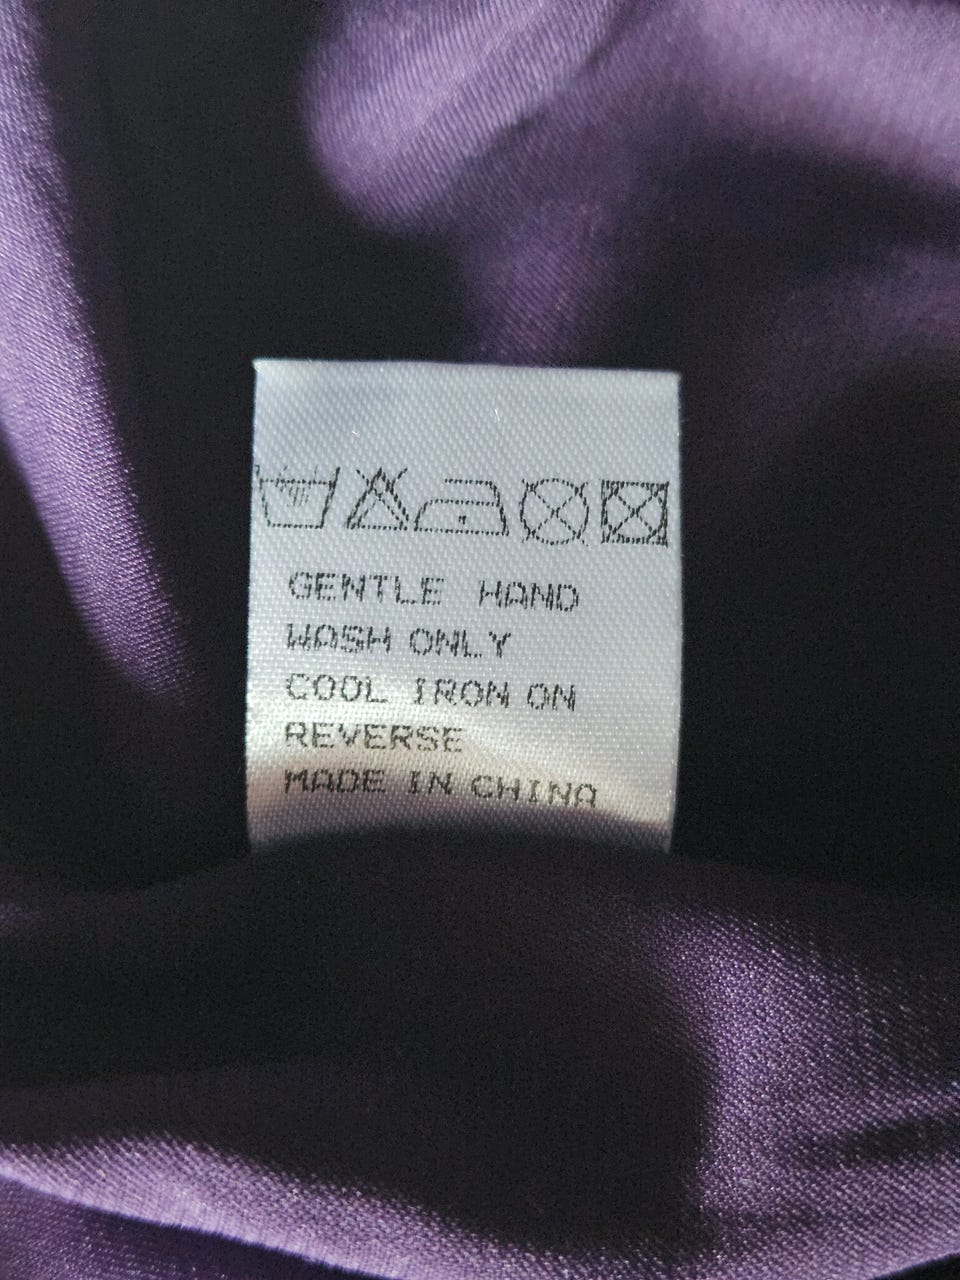 GENTLE HAND
WASH ONLY
COOL IRON ON
REVERSE
MADE IN CHINA